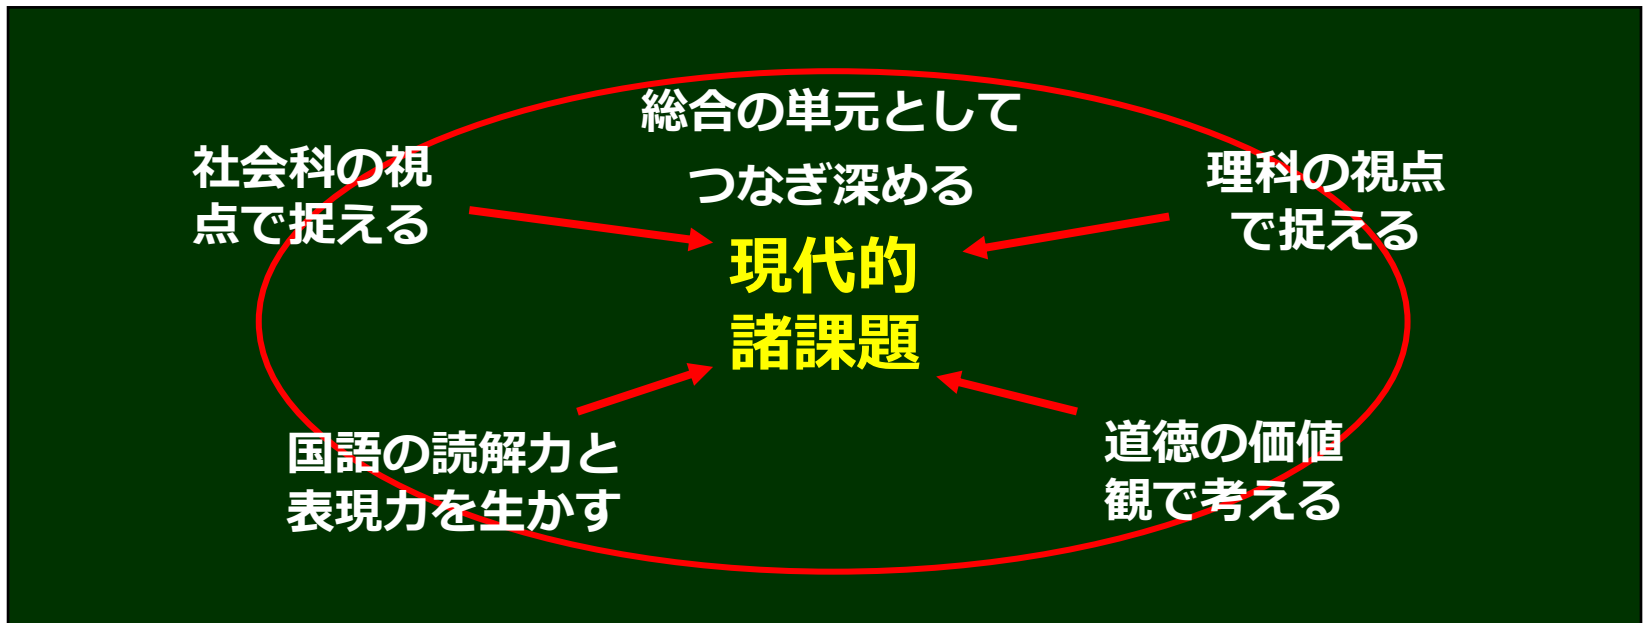 総合の単元として
つなぎ深める
社会科の視
点で捉える
理科の視点
で捉える
現代的
諸課題
国語の読解力と
表現力を生かす
道徳の価値
観で考える